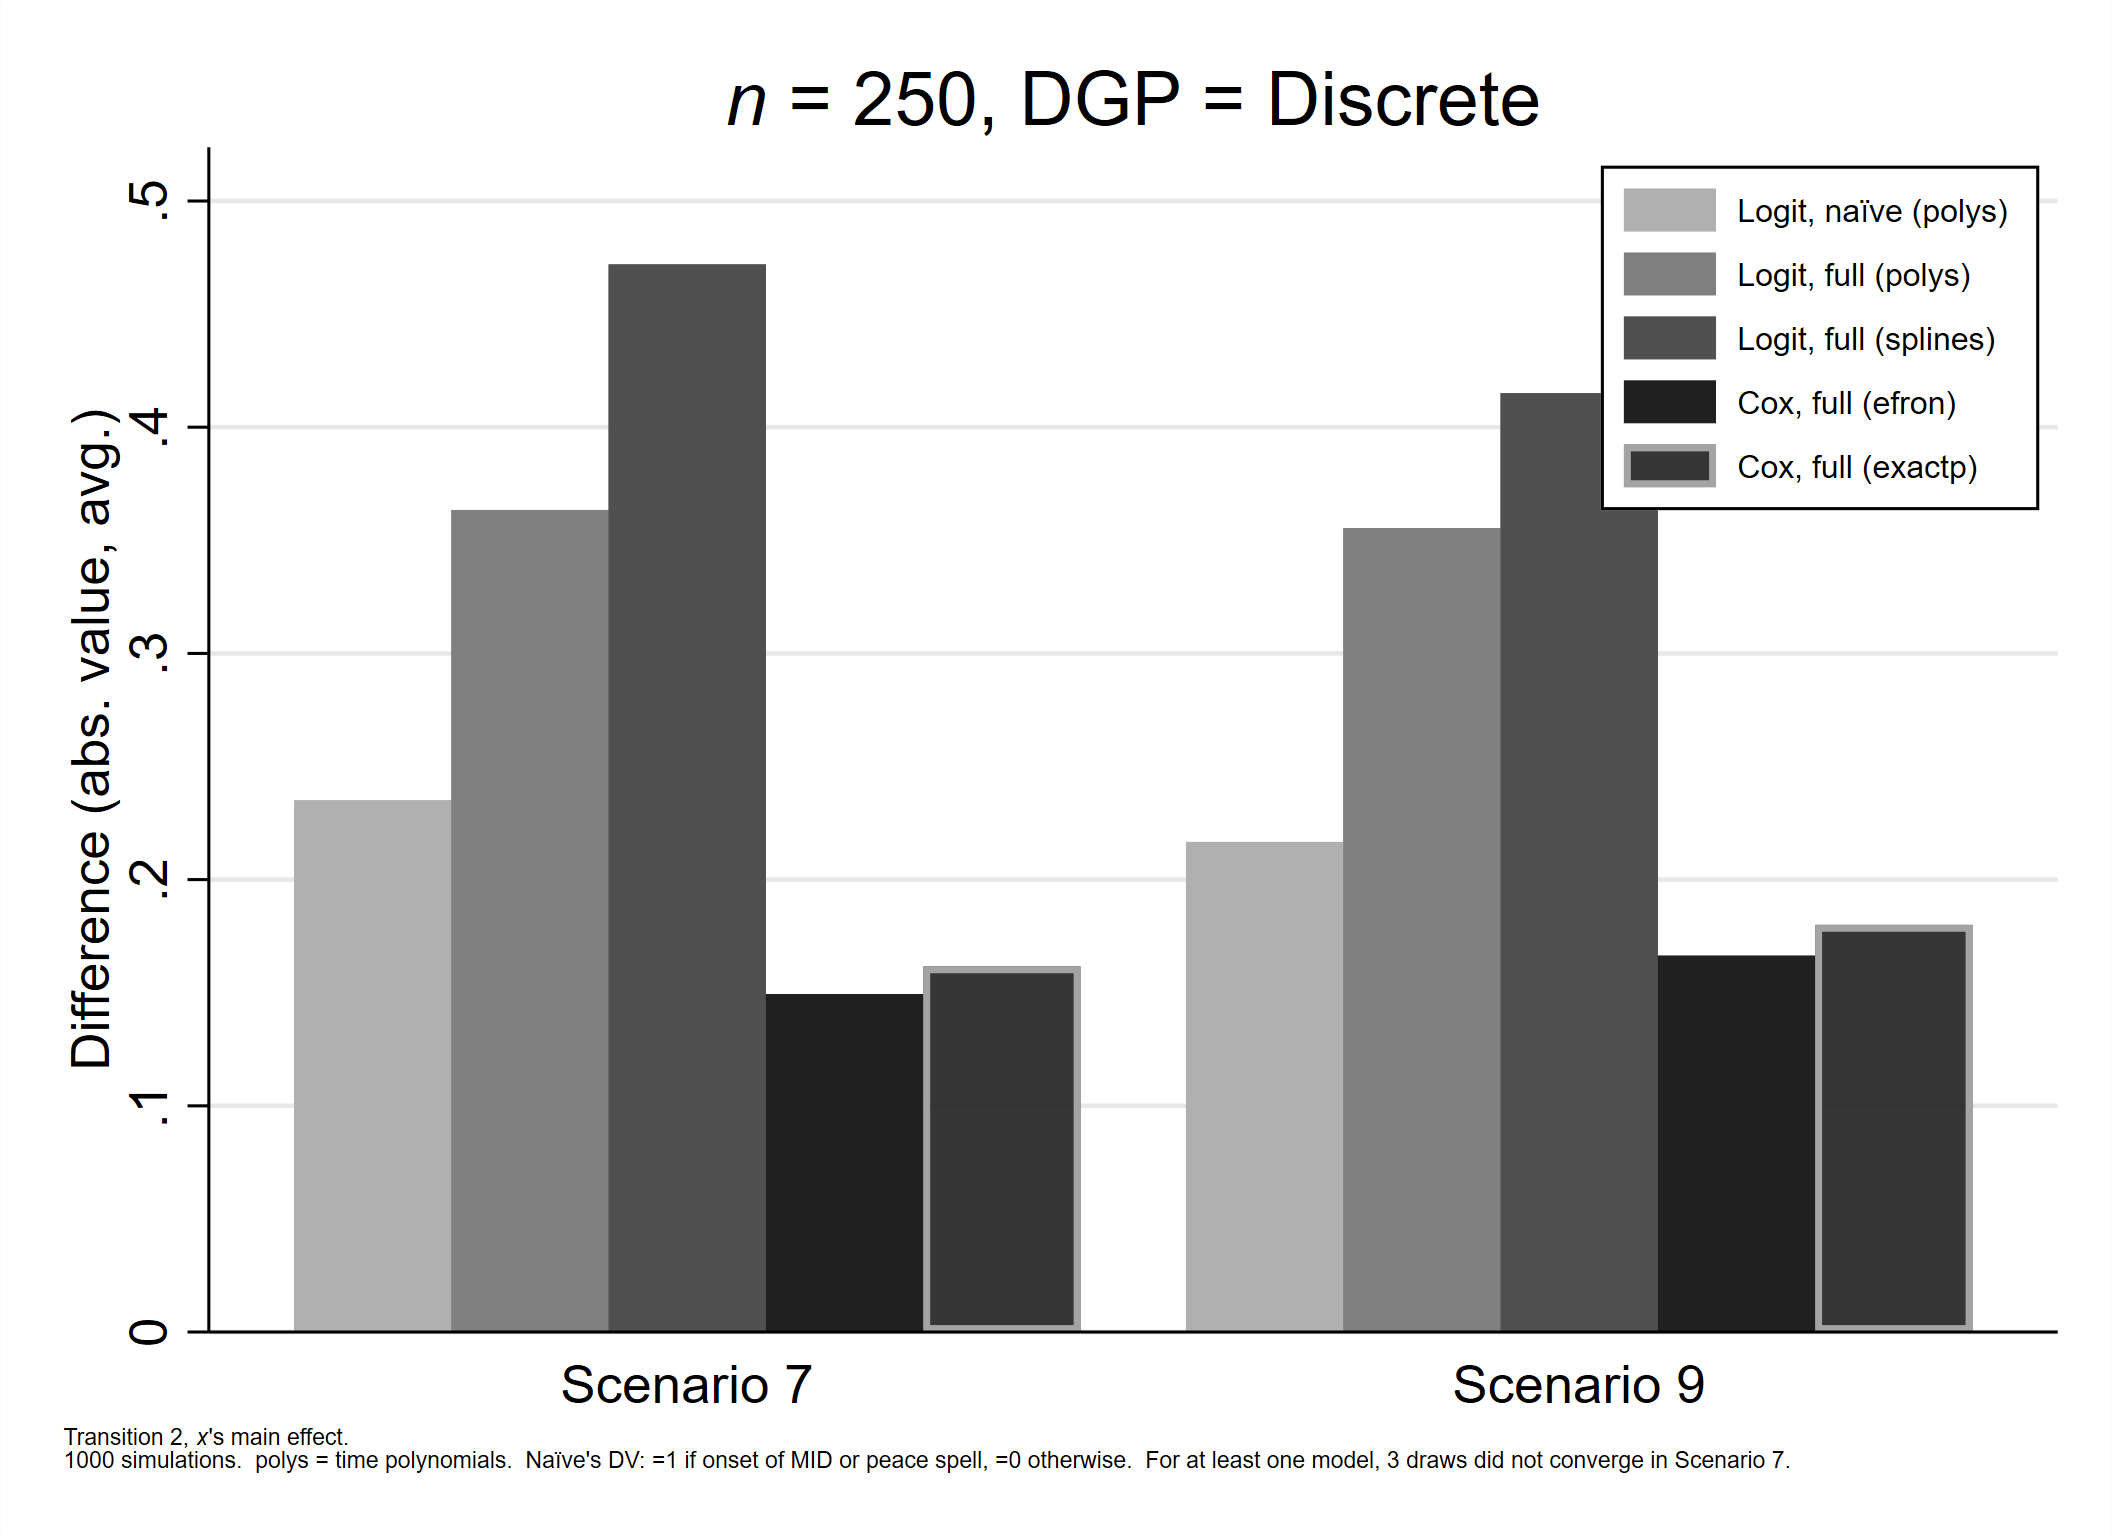 n = 250, DGP = Discrete
Difference (abs. value, avg.)
.5
.4
.3
.2
.1
0
Logit, naïve (polys)
Logit, full (polys)
Logit, full (splines)
Cox, full (efron)
Cox, full (exactp)
Scenario 7
Scenario 9
Transition 2, x's main effect.
1000 simulations.  polys = time polynomials.  Naïve's DV: =1 if onset of MID or peace spell, =0 otherwise.  For at least one model, 3 draws did not converge in Scenario 7.